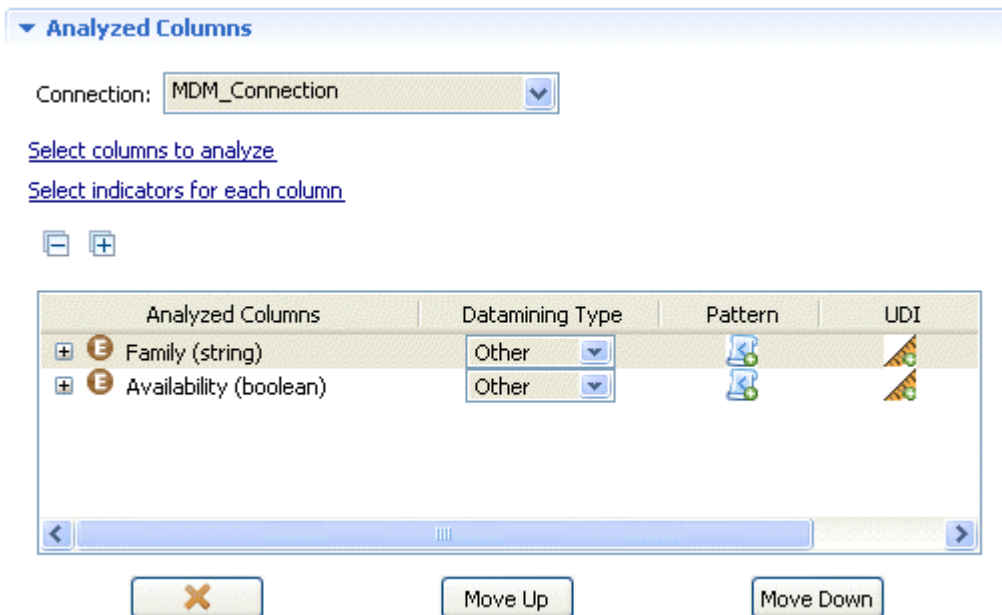 Analyzed Columns
Connection: MDM_Connection
Select columns to analyze
Select indicators for each column
Analyzed Columns Datamining Type Pattern UDI
E Family (string) Other
E Availability (boolean) Other
Move Up Move Down